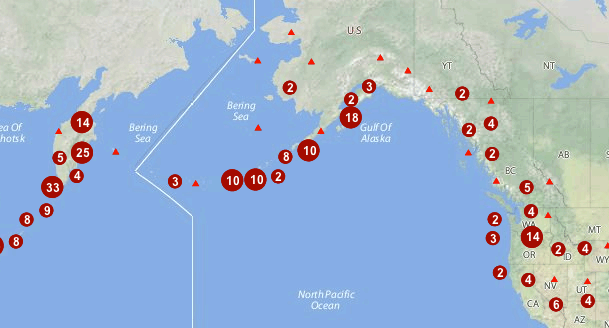 U.S
YT
NT
2
3
2
2
14
18
Bering
Sea
ea Of
hotsk
Bering
Sea
Gulf Of
Alaska
2
4
5
25
8
10
2
AB
BC
4
3
10
10
2
33
5
9
4
8
2
WA
MT
3
14
8
2
4
OR
ID
WY
2
4
NV
UT
North Pacific
Ocean
CA
6
4
AZ